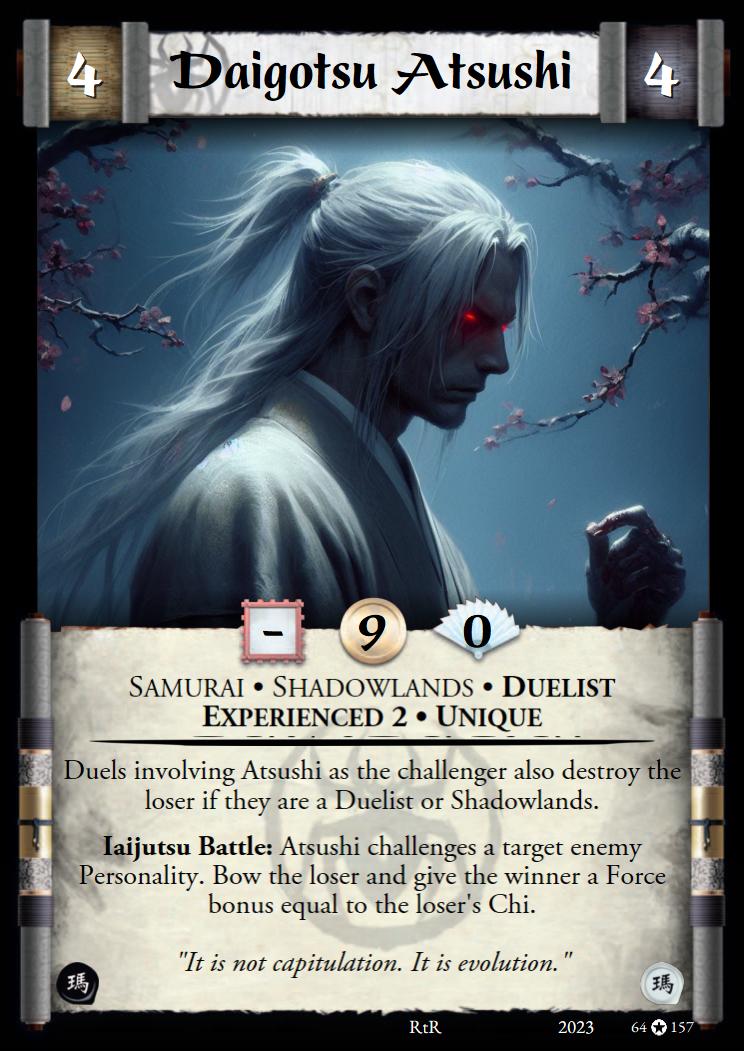 4 Daigotsu Atsushi 4
- 9 0
SAMURAI • SHADOWLANDS • DUELIST
EXPERIENCED 2 • UNIQUE
Duels involving Atsushi as the challenger also destroy the
loser if they are a Duelist or Shadowlands.
Iaijutsu Battle: Atsushi challenges a target enemy
Personality. Bow the loser and give the winner a Force
bonus equal to the loser's Chi.
"It is not capitulation. It is evolution."
瑪 瑪
RtR 2023 64 ✪ 157